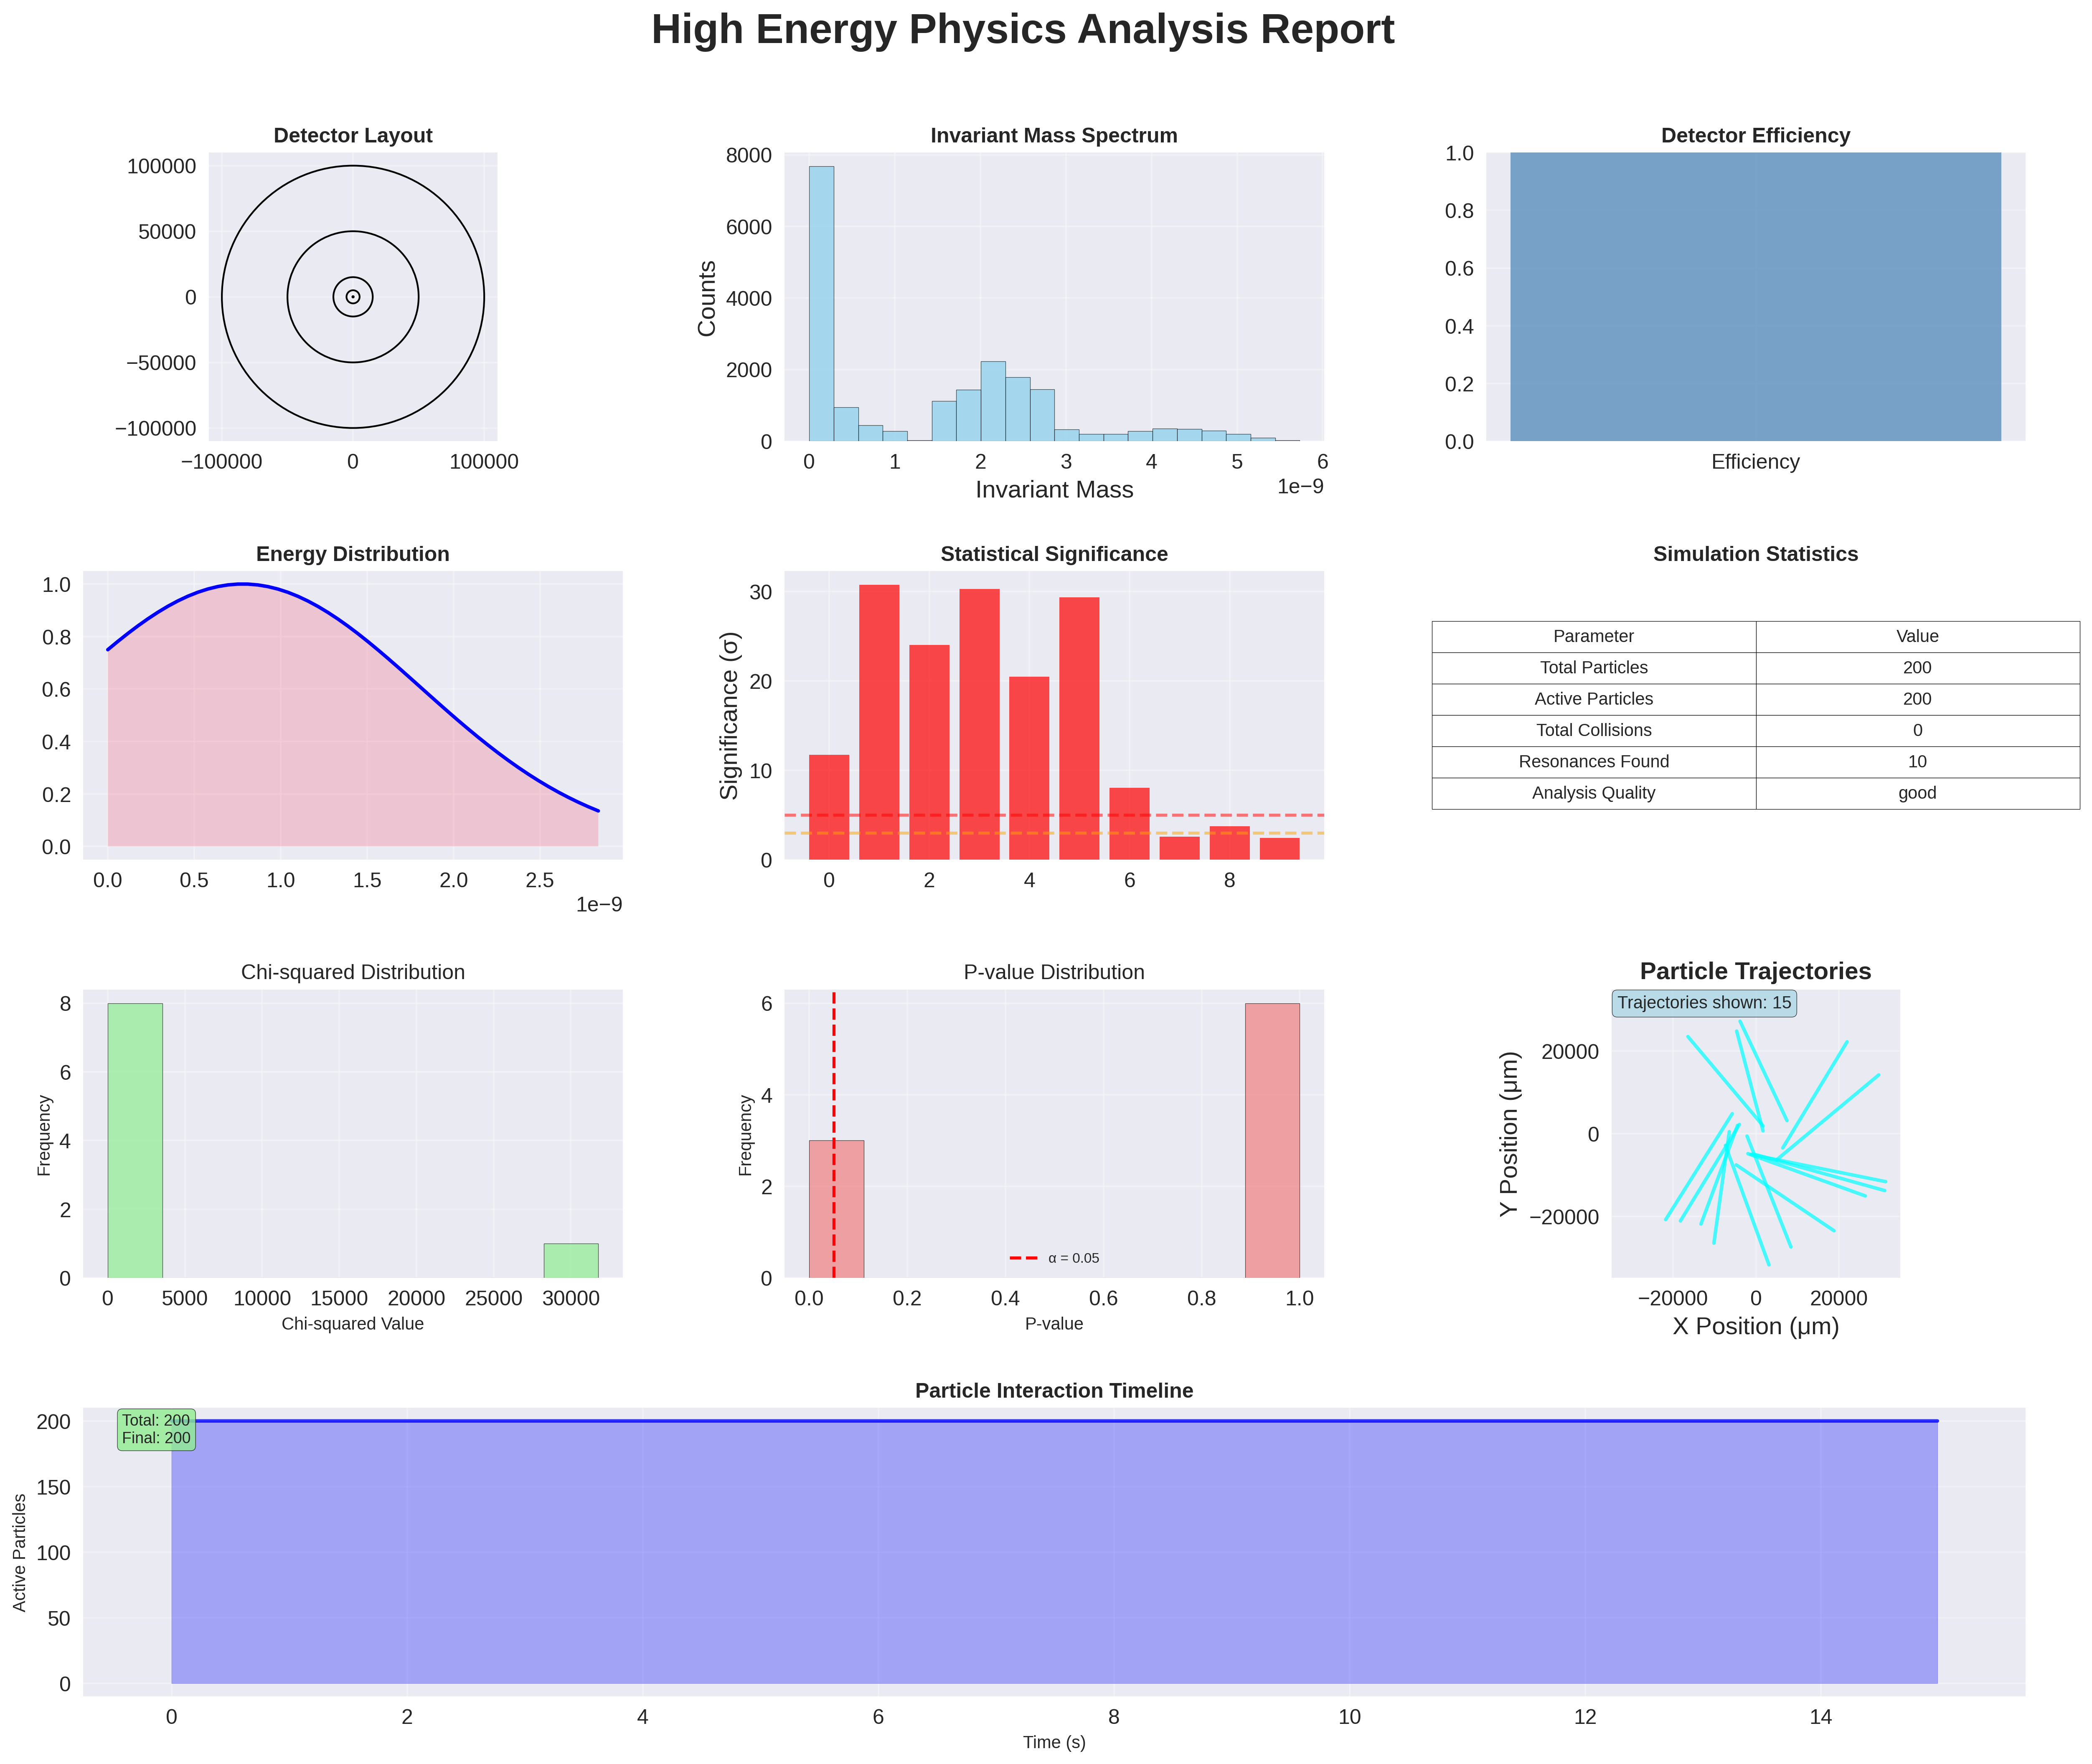 High Energy Physics Analysis Report
Detector Layout
100000
50000
0
−50000
−100000
−100000 0 100000
Invariant Mass Spectrum
Counts
8000
6000
4000
2000
0
0 1 2 3 4 5 6
1e−9
Invariant Mass
Detector Efficiency
1.0
0.8
0.6
0.4
0.2
0.0
Efficiency
Energy Distribution
1.0
0.8
0.6
0.4
0.2
0.0
0.0 0.5 1.0 1.5 2.0 2.5
1e−9
Statistical Significance
Significance (σ)
30
20
10
0
0 2 4 6 8
Simulation Statistics
Parameter Value
Total Particles 200
Active Particles 200
Total Collisions 0
Resonances Found 10
Analysis Quality good
Chi-squared Distribution
Frequency
8
6
4
2
0
0 5000 10000 15000 20000 25000 30000
Chi-squared Value
P-value Distribution
Frequency
6
4
2
0
α = 0.05
0.0 0.2 0.4 0.6 0.8 1.0
P-value
Particle Trajectories
Trajectories shown: 15
Y Position (μm)
20000
0
−20000
−20000 0 20000
X Position (μm)
Particle Interaction Timeline
Total: 200
Final: 200
Active Particles
200
150
100
50
0
0 2 4 6 8 10 12 14
Time (s)